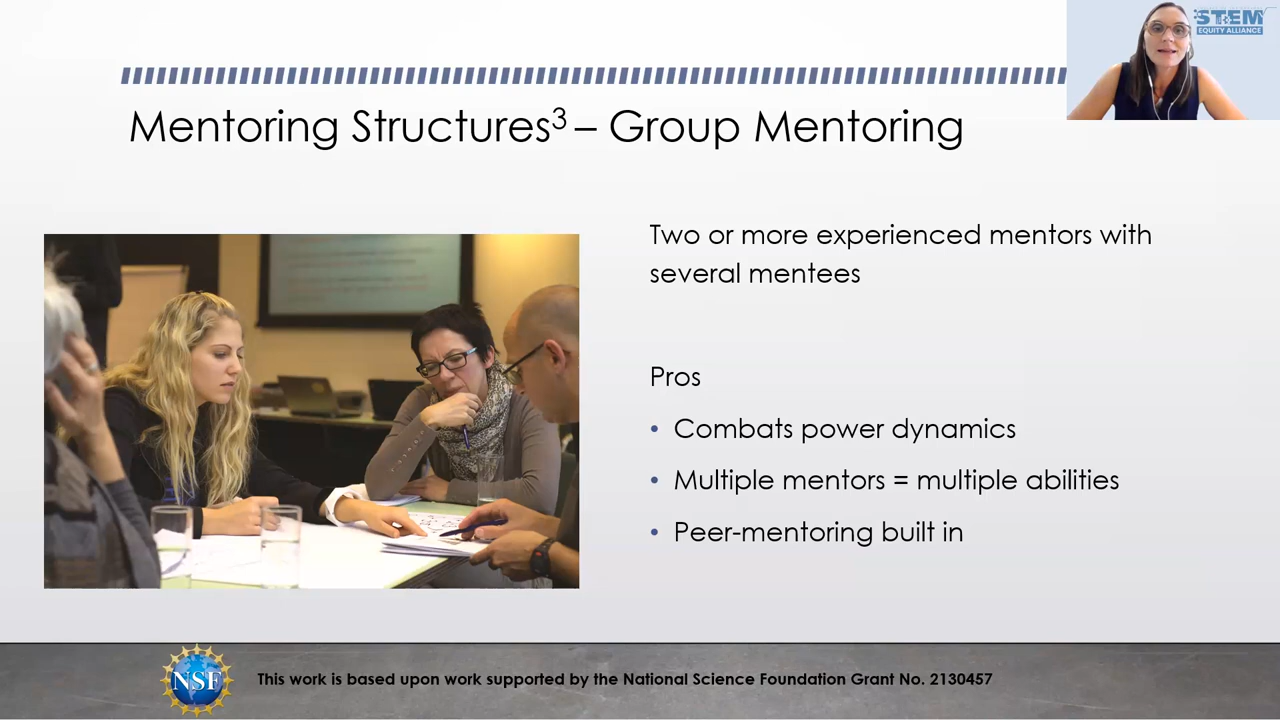 STEM
EQUITY ALLIANCE
Mentoring Structures³ – Group Mentoring
Two or more experienced mentors with
several mentees
Pros
• Combats power dynamics
• Multiple mentors = multiple abilities
• Peer-mentoring built in
NSF
This work is based upon work supported by the National Science Foundation Grant No. 2130457